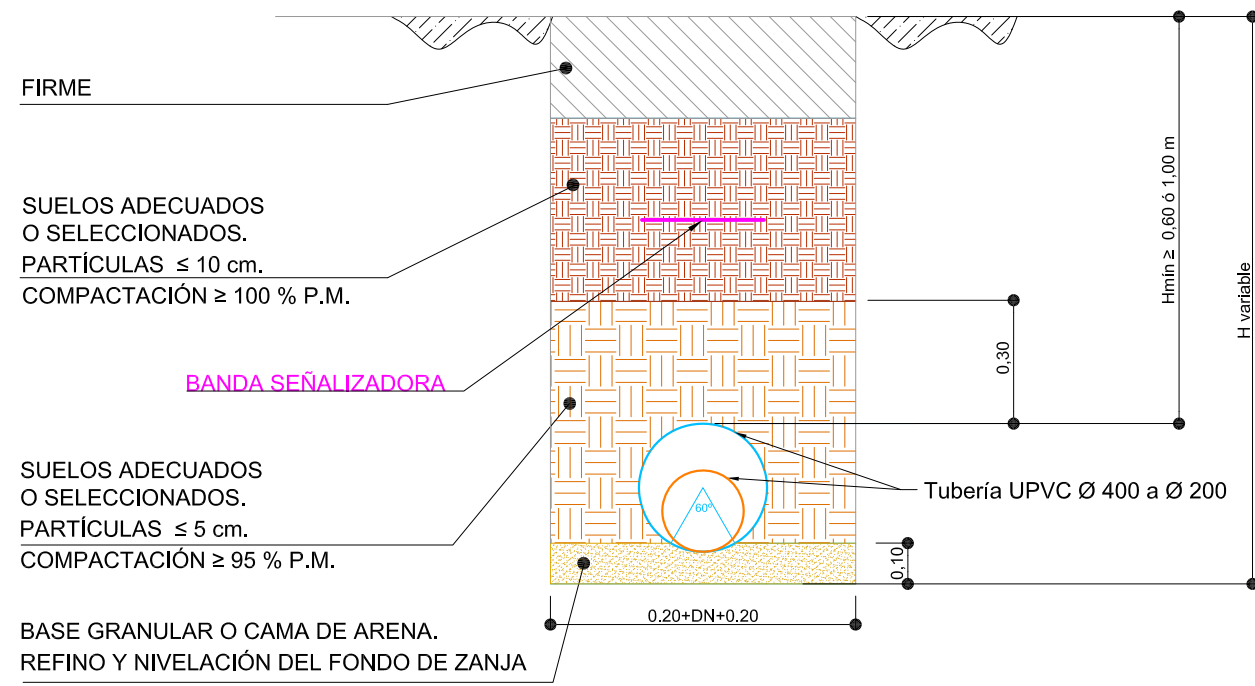 FIRME
SUELOS ADECUADOS
O SELECCIONADOS.
PARTÍCULAS ≤ 10 cm.
COMPACTACIÓN ≥ 100 % P.M.
BANDA SEÑALIZADORA
SUELOS ADECUADOS
O SELECCIONADOS.
PARTÍCULAS ≤ 5 cm.
COMPACTACIÓN ≥ 95 % P.M.
BASE GRANULAR O CAMA DE ARENA.
REFINO Y NIVELACIÓN DEL FONDO DE ZANJA
60º
0.20+DN+0.20
Tubería UPVC Ø 400 a Ø 200
0,30
0,10
Hmín ≥ 0,60 ó 1,00 m
H variable